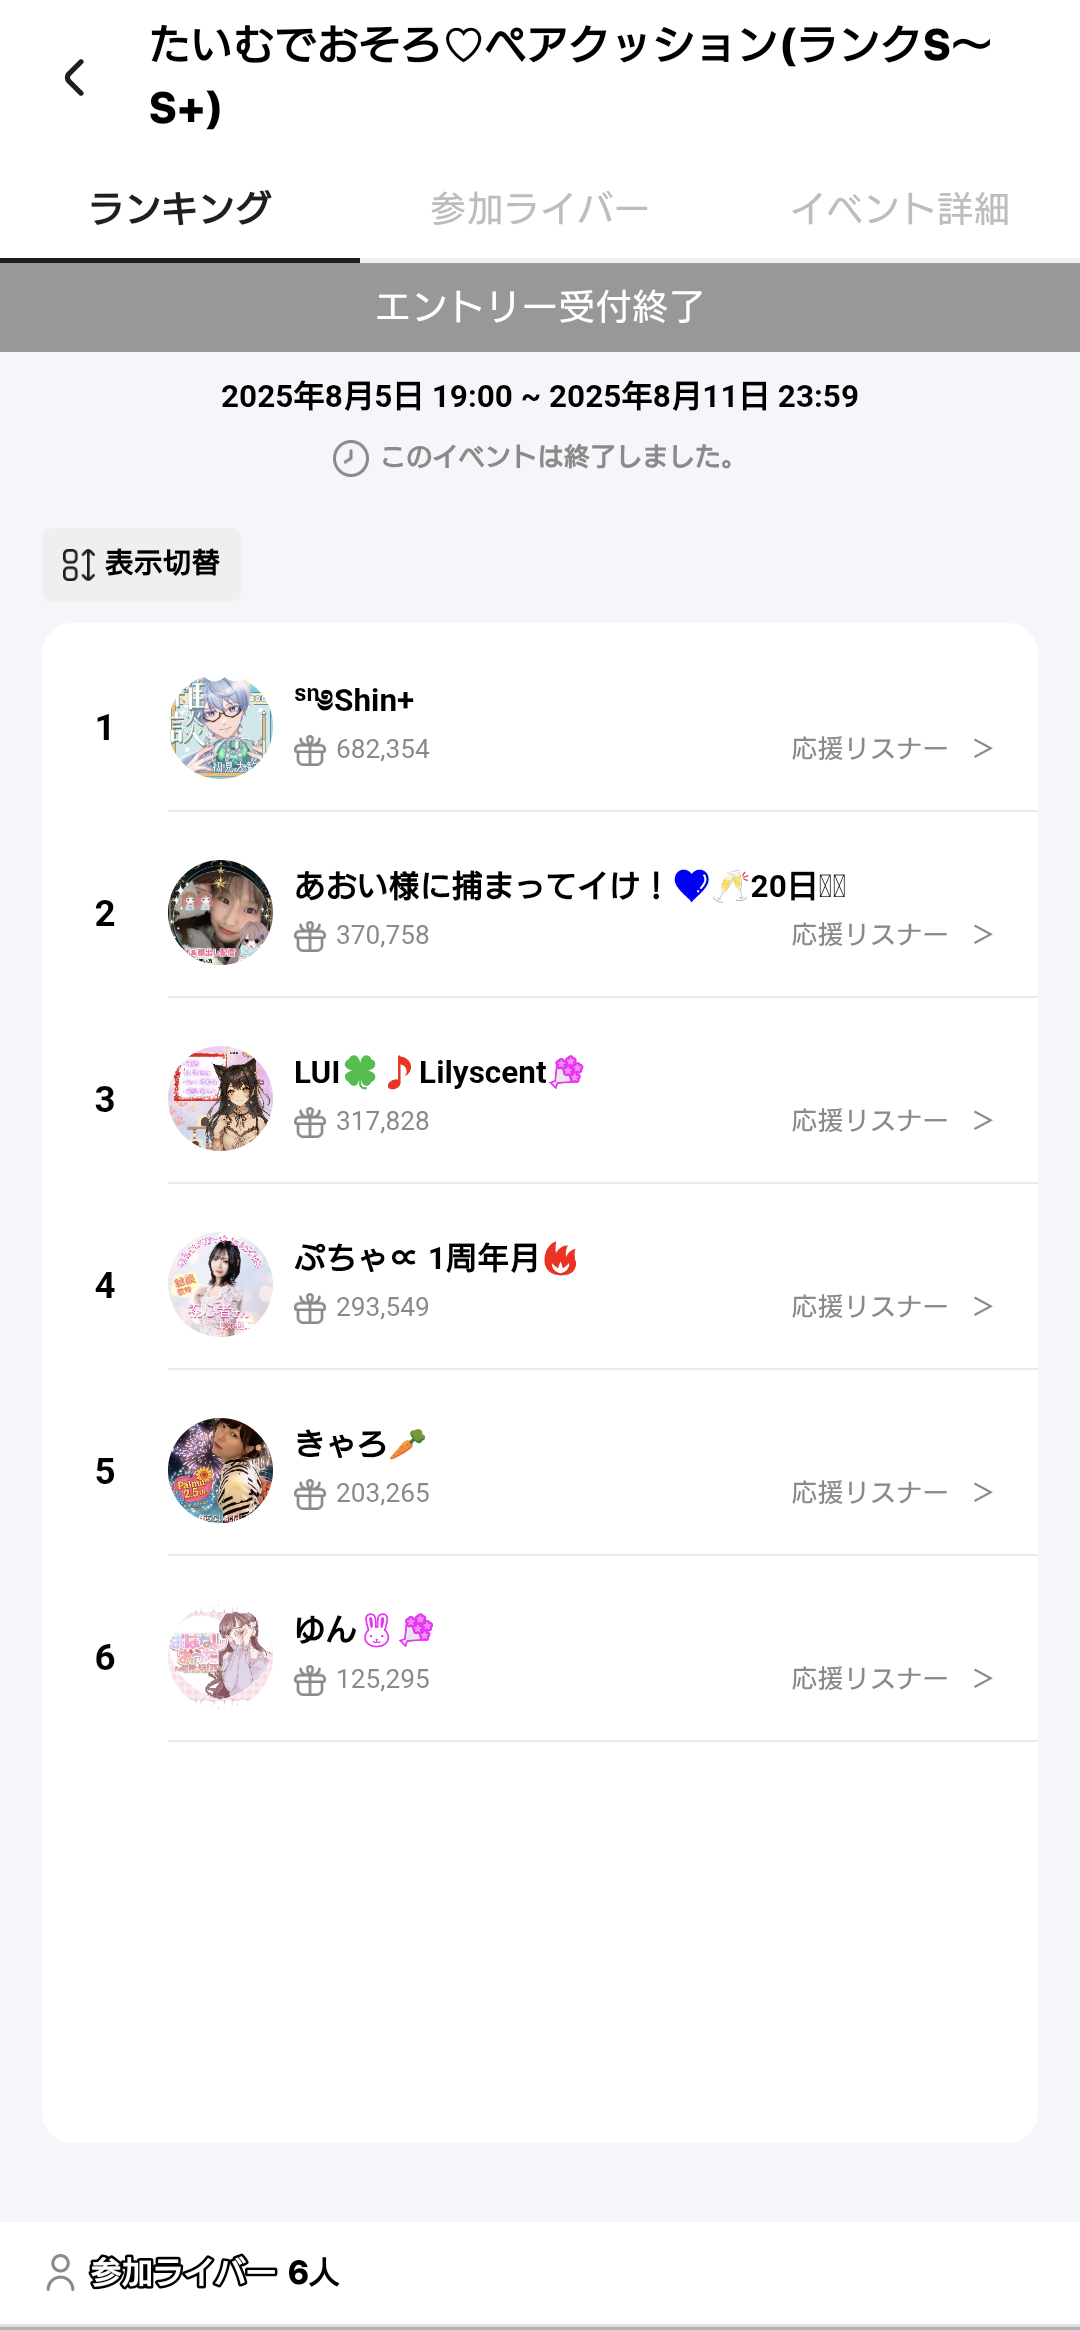 たいむでおそろ♡ペアクッション(ランクS〜
S+)
ランキング 参加ライバー イベント詳細
エントリー受付終了
2025年8月5日 19:00 ~ 2025年8月11日 23:59
このイベントは終了しました。
表示切替
1
雑談
Shin+
682,354 応援リスナー >
2
あおい様に捕まってイけ！💙🥂20日
370,758 応援リスナー >
3
LUI🍀🎵Lilyscent💐
317,828 応援リスナー >
4
ぷちゃ∝ 1周年月🔥
293,549 応援リスナー >
5
Palmu
2.5th
きゃろ🥕
203,265 応援リスナー >
6
ゆん🐰💐
125,295 応援リスナー >
参加ライバー 6人